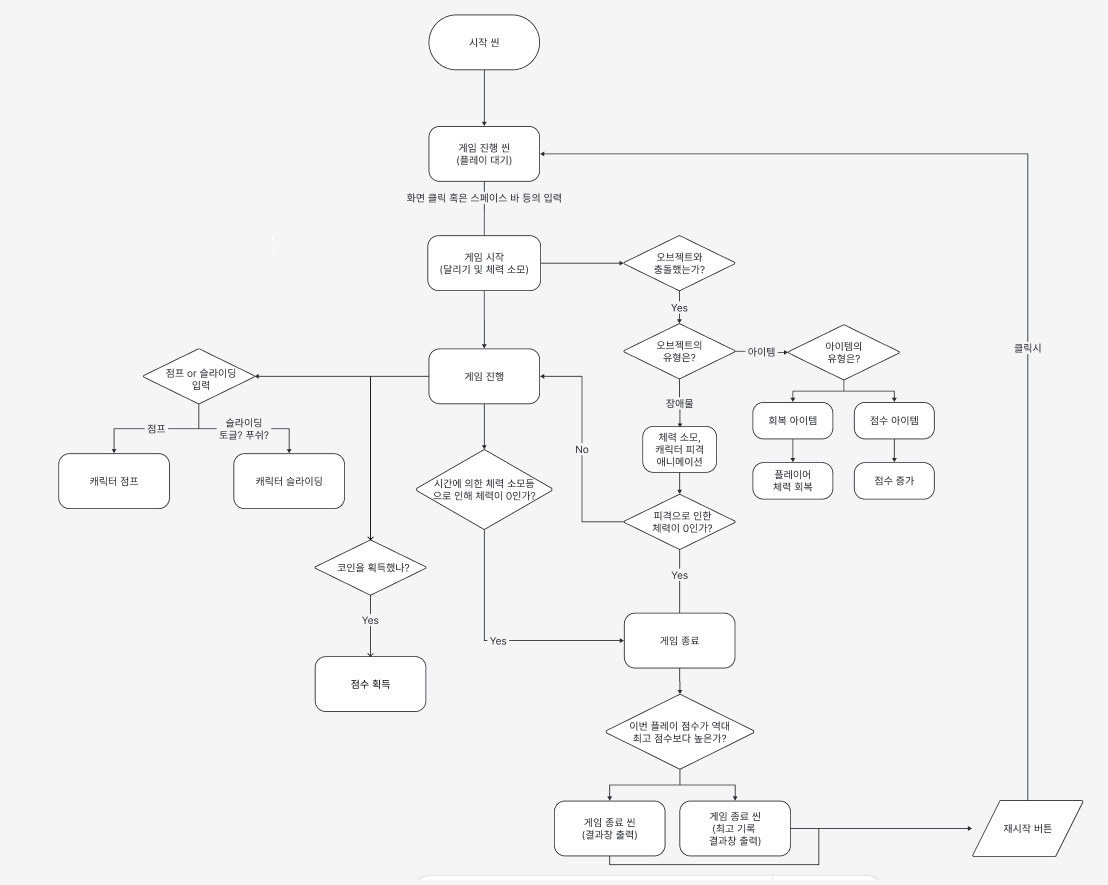 시작 씬
게임 진행 씬
(플레이 대기)
화면 클릭 혹은 스페이스 바 등의 입력
게임 시작
(달리기 및 체력 소모)
오브젝트와
충돌했는가?
Yes
오브젝트의
유형은?
아이템
아이템의
유형은?
클릭시
점프 or 슬라이딩
입력
게임 진행
장애물
회복 아이템
점수 아이템
점프
슬라이딩
토글? 푸쉬?
체력 소모,
캐릭터 피격
애니메이션
No
캐릭터 점프
캐릭터 슬라이딩
시간에 의한 체력 소모등
으로 인해 체력이 0인가?
플레이어
체력 회복
점수 증가
피격으로 인한
체력이 0인가?
코인을 획득했나?
Yes
Yes
Yes
게임 종료
점수 획득
이번 플레이 점수가 역대
최고 점수보다 높은가?
게임 종료 씬
(결과창 출력)
게임 종료 씬
(최고 기록
결과창 출력)
재시작 버튼